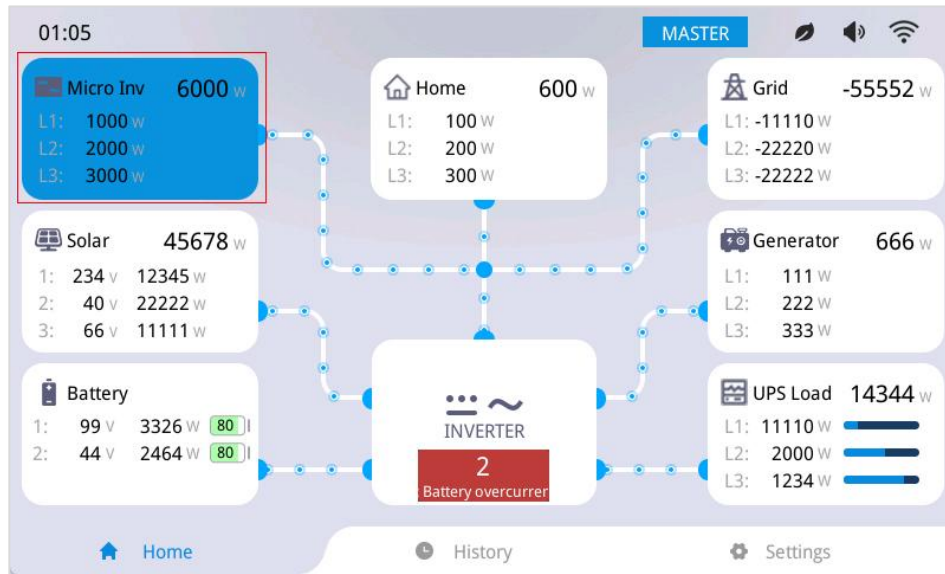 01:05
MASTER
Micro Inv 6000 W
L1: 1000 W
L2: 2000 W
L3: 3000 W
Home 600 W
L1: 100 W
L2: 200 W
L3: 300 W
Grid -55552 W
L1: -11110 W
L2: -22220 W
L3: -22222 W
Solar 45678 W
1: 234 V 12345 W
2: 40 V 22222 W
3: 66 V 11111 W
Generator 666 W
L1: 111 W
L2: 222 W
L3: 333 W
Battery
1: 99 V 3326 W 80
2: 44 V 2464 W 80
INVERTER
2
: Battery overcurrer
UPS Load 14344 W
L1: 11110 W
L2: 2000 W
L3: 1234 W
Home
History
Settings